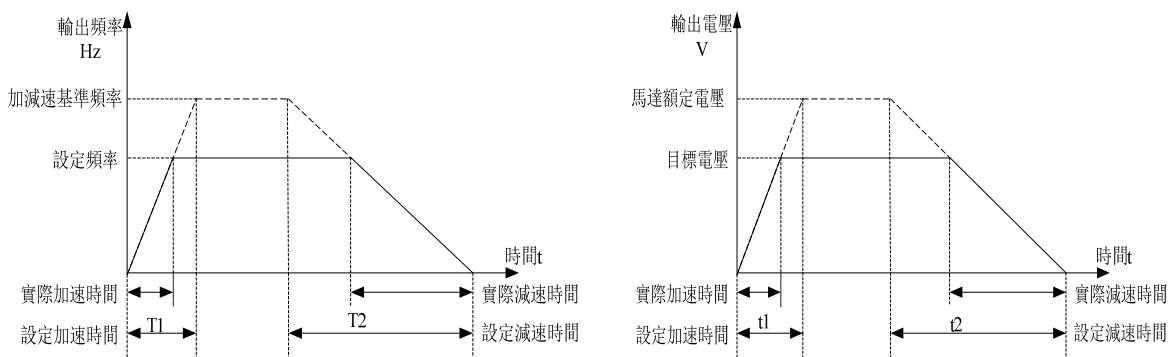 輸出頻率
Hz
加減速基準頻率
設定頻率
時間t
實際加速時間
實際減速時間
設定加速時間
T1
T2
設定減速時間
輸出電壓
V
馬達額定電壓
目標電壓
時間t
實際加速時間
實際減速時間
設定加速時間
t1
t2
設定減速時間